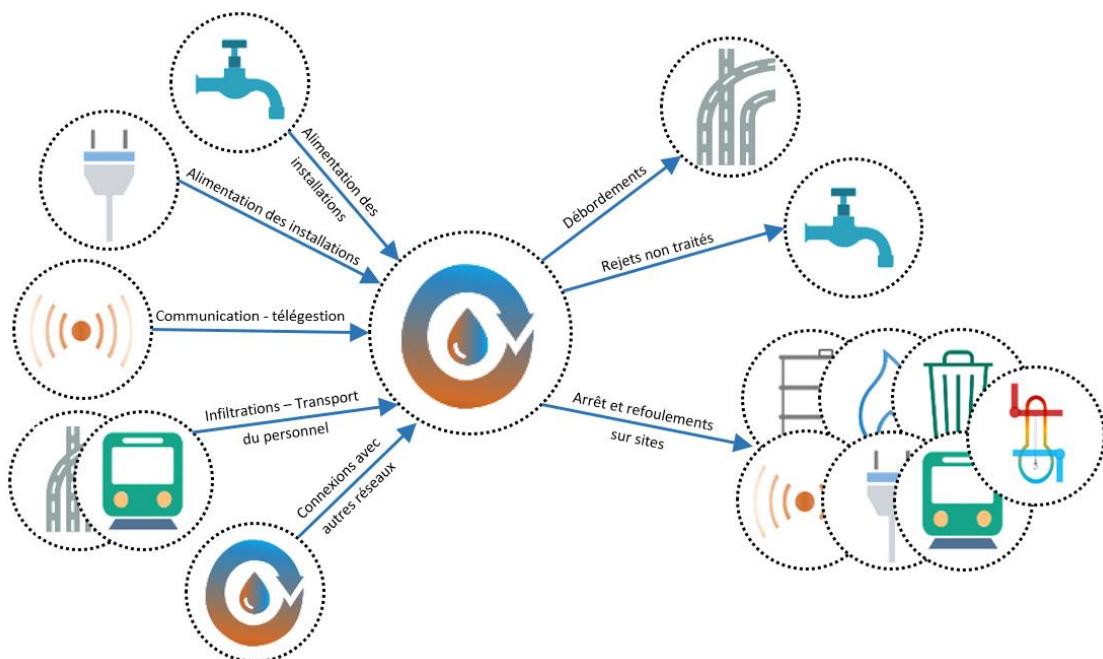 Alimentation des
installations
Alimentation des installations
Communication - télégestion
Infiltrations – Transport
du personnel
Connexions avec
autres réseaux
Débordements
Rejets non traités
Arrêt et refoulements
sur sites